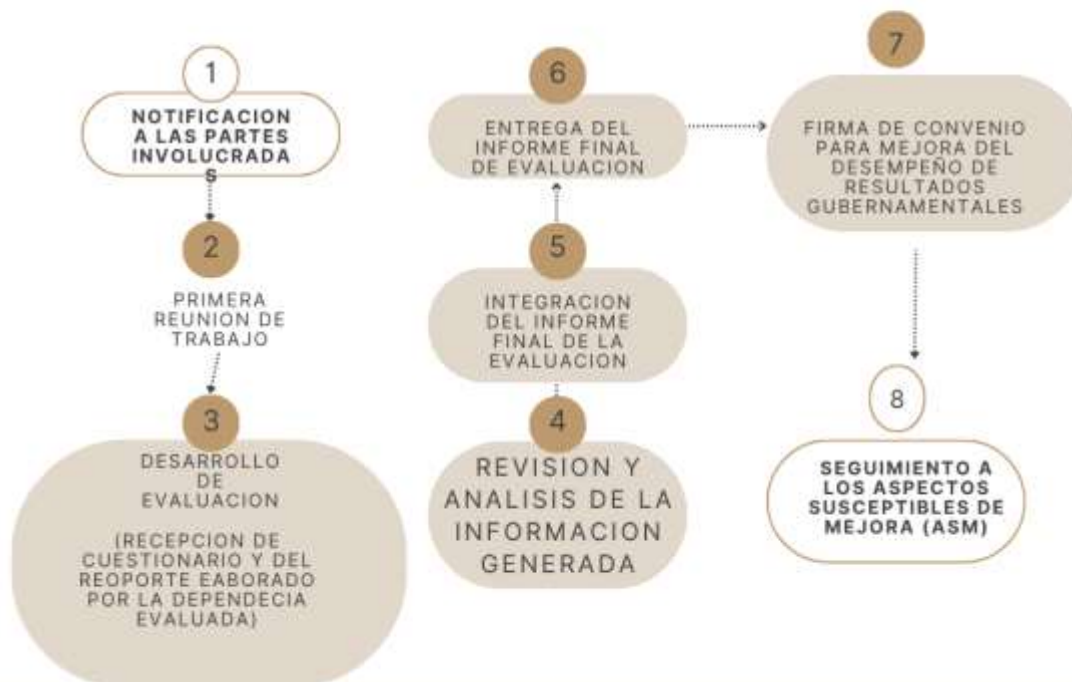 1
NOTIFICACION
A LAS PARTES
INVOLUCRADA
S
2
PRIMERA
REUNION DE
TRABAJO
3
DESARROLLO
DE
EVALUACION
(RECEPCION DE
CUESTIONARIO Y DEL
REOPORTE EABORADO
POR LA DEPENDECIA
EVALUADA)
4
REVISION Y
ANALISIS DE LA
INFORMACION
GENERADA
5
INTEGRACION
DEL INFORME
FINAL DE LA
EVALUACION
6
ENTREGA DEL
INFORME FINAL
DE EVALUACION
7
FIRMA DE CONVENIO
PARA MEJORA DEL
DESEMPEÑO DE
RESULTADOS
GUBERNAMENTALES
8
SEGUIMIENTO A
LOS ASPECTOS
SUSCEPTIBLES DE
MEJORA (ASM)